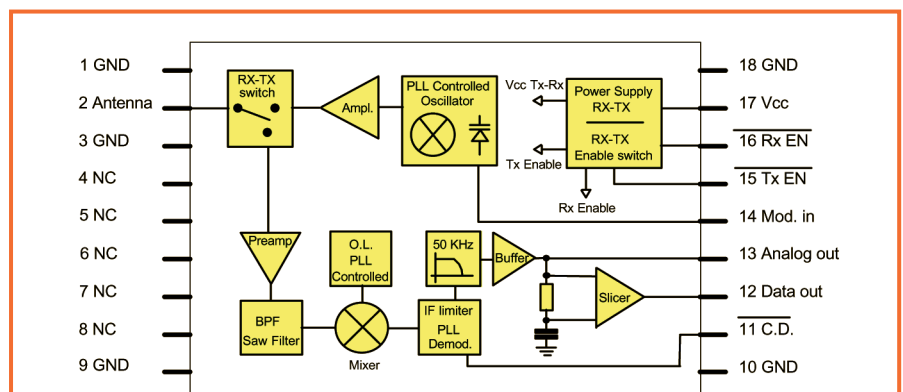 1 GND
2 Antenna
3 GND
4 NC
5 NC
6 NC
7 NC
8 NC
9 GND
RX-TX
switch
Ampl.
PLL Controlled
Oscillator
Vcc Tx-Rx
Tx Enable
Power Supply
RX-TX
RX-TX
Enable switch
Rx Enable
Preamp.
O.L.
PLL
Controlled
50 KHz
Buffer
Slicer
BPF
Saw Filter
Mixer
IF limiter
PLL
Demod.
18 GND
17 Vcc
16 Rx EN
15 Tx EN
14 Mod. in
13 Analog out
12 Data out
11 C.D.
10 GND